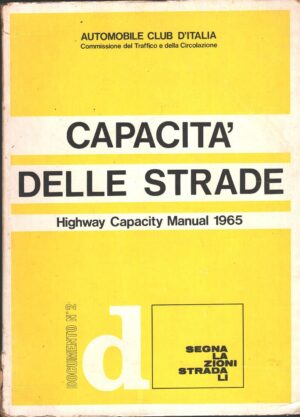 AUTOMOBILE CLUB D'ITALIA
Commissione del Traffico e della Circolazione
CAPACITA'
DELLE STRADE
Highway Capacity Manual 1965
DOCUMENTO N°2
d
SEGNA
LA
ZIONI
STRADA
LI